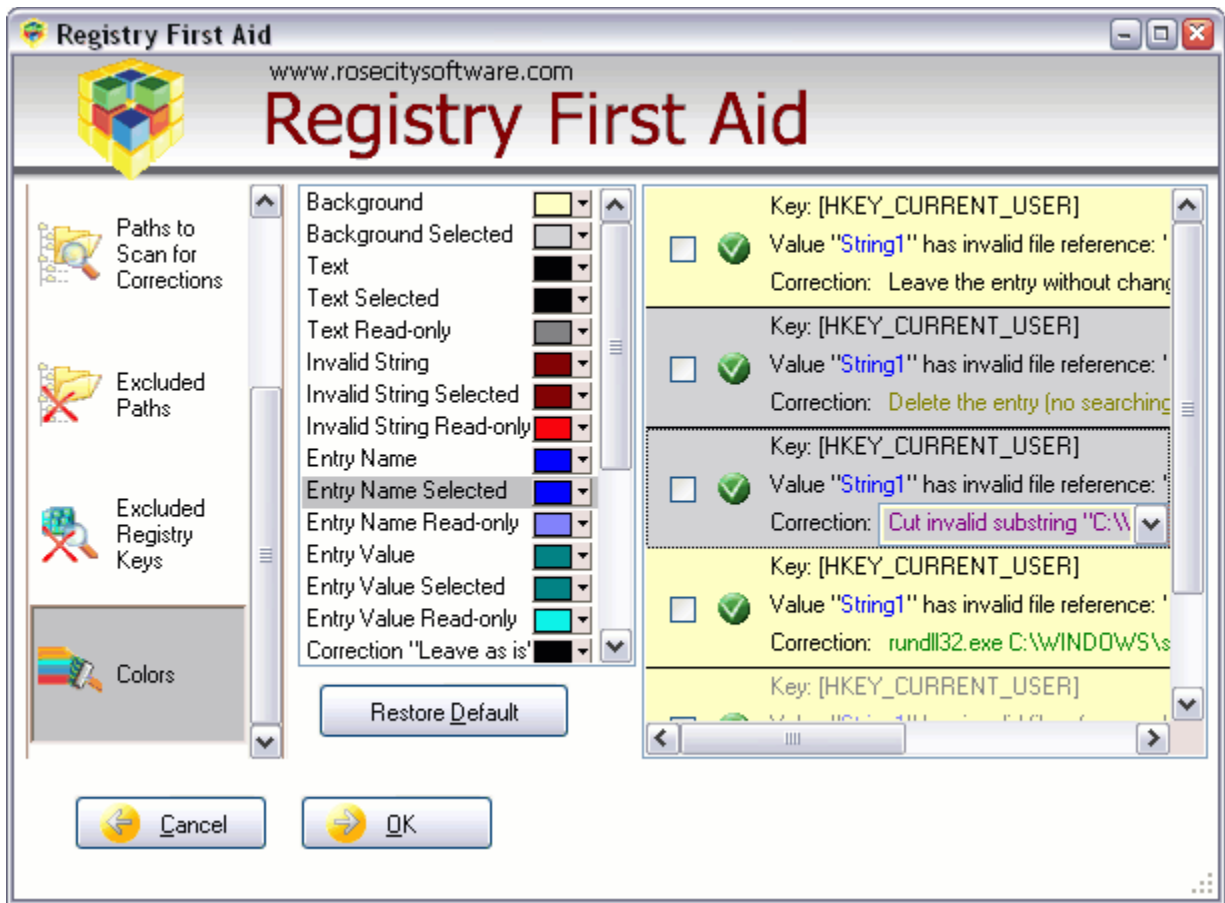 Registry First Aid
www.rosecitysoftware.com
Registry First Aid
Paths to
Scan for
Corrections
Excluded
Paths
Excluded
Registry
Keys
Colors
Background
Background Selected
Text
Text Selected
Text Read-only
Invalid String
Invalid String Selected
Invalid String Read-only
Entry Name
Entry Name Selected
Entry Name Read-only
Entry Value
Entry Value Selected
Entry Value Read-only
Correction "Leave as is"
Restore Default
Key: [HKEY_CURRENT_USER]
Value "String1" has invalid file reference: '
Correction: Leave the entry without chang
Key: [HKEY_CURRENT_USER]
Value "String1" has invalid file reference: '
Correction: Delete the entry (no searching
Key: [HKEY_CURRENT_USER]
Value "String1" has invalid file reference: '
Correction: Cut invalid substring "C:\\
Key: [HKEY_CURRENT_USER]
Value "String1" has invalid file reference: '
Correction: rundll32.exe C:\WINDOWS\s
Key: [HKEY_CURRENT_USER]
Cancel
OK